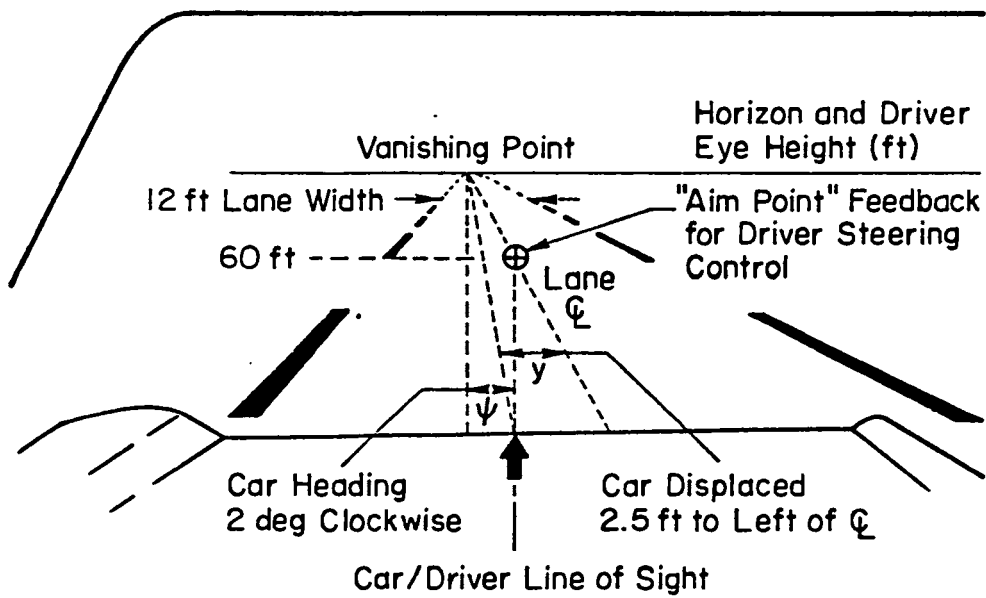 Horizon and Driver
Eye Height (ft)
Vanishing Point
12 ft Lane Width
"Aim Point" Feedback
for Driver Steering
Control
60 ft
Lane
℄
y
ψ
Car Heading
2 deg Clockwise
Car Displaced
2.5 ft to Left of ℄
Car/Driver Line of Sight